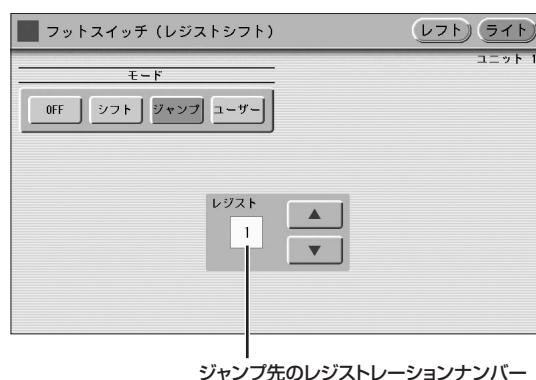 フットスイッチ（レジストシフト）
レフト ライト
ユニット 1
モード
OFF シフト ジャンプ ユーザー
レジスト
1
▲
▼
ジャンプ先のレジストレーションナンバー